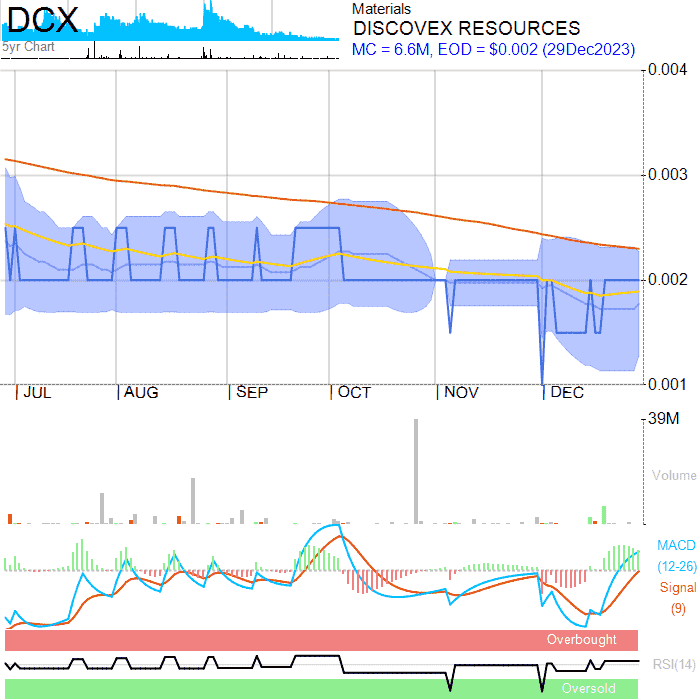 DCX
5yr Chart
Materials
DISCOVEX RESOURCES
MC = 6.6M, EOD = $0.002 (29Dec2023)
0.004
0.003
0.002
0.001
JUL AUG SEP OCT NOV DEC
39M
Volume
MACD
(12-26)
Signal
(9)
Overbought
RSI(14)
Oversold